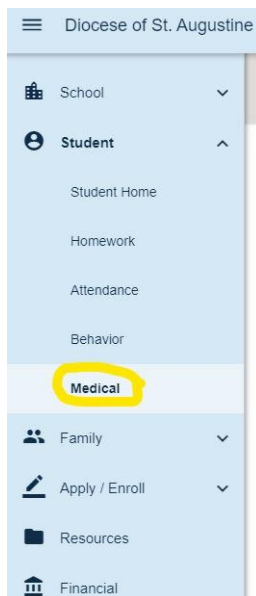 Diocese of St. Augustine
School
Student
Student Home
Homework
Attendance
Behavior
Medical
Family
Apply / Enroll
Resources
Financial